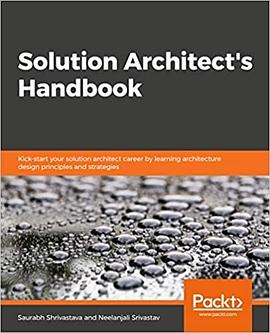 Solution Architect's
Handbook
Kick-start your solution architect career by learning architecture
design principles and strategies
Saurabh Shrivastava and Neelanjali Srivastav
Packt>
www.packt.com